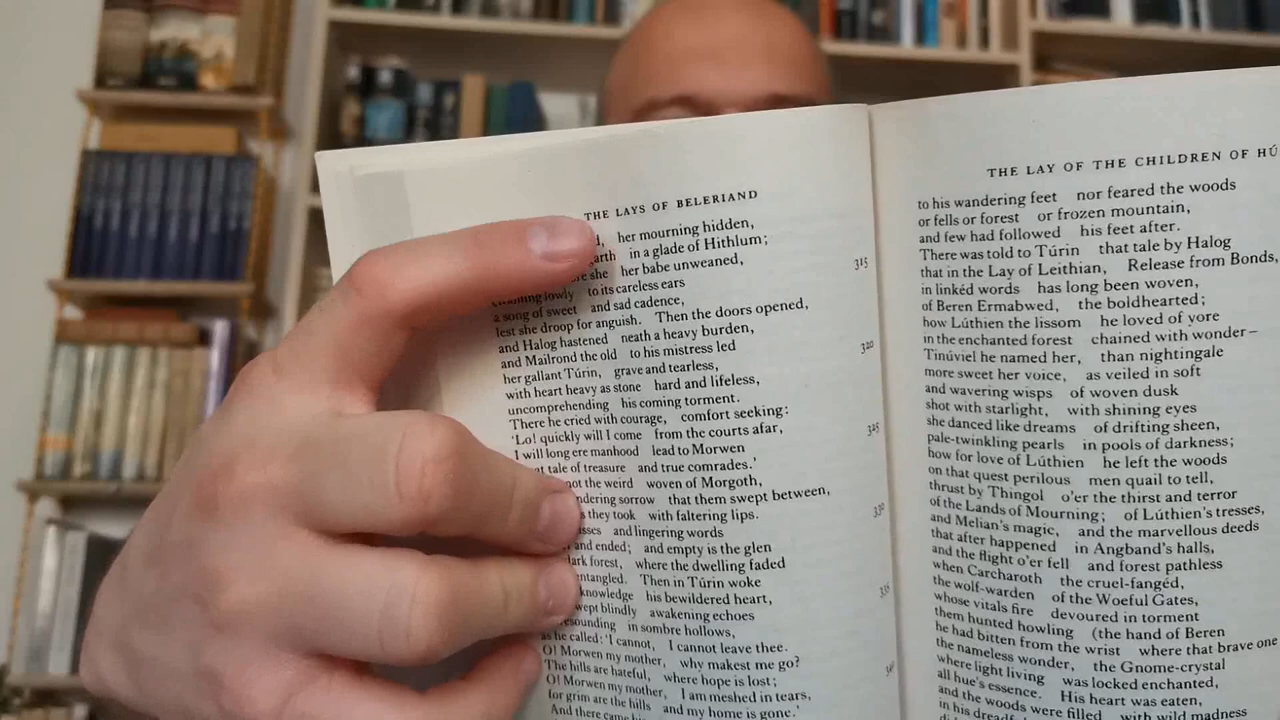 THE LAYS OF BELERIAND
her mourning hidden,
in a glade of Hithlum;
she her babe unweaned,
315
lowly to its careless ears
a song of sweet and sad cadence,
lest she droop for anguish. Then the doors opened,
and Halog hastened neath a heavy burden,
and Mailrond the old to his mistress led
320
her gallant Túrin, grave and tearless,
with heart heavy as stone hard and lifeless,
uncomprehending his coming torment.
There he cried with courage, comfort seeking:
'Lo! quickly will I come from the courts afar,
325
I will long ere manhood lead to Morwen
tale of treasure and true comrades.'
not the weird woven of Morgoth,
sorrow that them swept between,
they took with faltering lips.
330
and lingering words
and ended; and empty is the glen
forest, where the dwelling faded
Then in Túrin woke
his bewildered heart,
335
blindly awakening echoes
in sombre hollows,
as he called: 'I cannot, I cannot leave thee.
O! Morwen my mother, why makest me go?
The hills are hateful, where hope is lost;
340
O! Morwen my mother, I am meshed in tears,
for grim are the hills and my home is gone.'
And there came
THE LAY OF THE CHILDREN OF HÚ
to his wandering feet nor feared the woods
or fells or forest or frozen mountain,
and few had followed his feet after.
There was told to Túrin that tale by Halog
that in the Lay of Leithian, Release from Bonds,
in linkéd words has long been woven,
of Beren Ermabwed, the boldhearted;
how Lúthien the lissom he loved of yore
in the enchanted forest chained with wonder—
Tinúviel he named her, than nightingale
more sweet her voice, as veiled in soft
and wavering wisps of woven dusk
shot with starlight, with shining eyes
she danced like dreams of drifting sheen,
pale-twinkling pearls in pools of darkness;
how for love of Lúthien he left the woods
on that quest perilous men quail to tell,
thrust by Thingol o'er the thirst and terror
of the Lands of Mourning; of Lúthien's tresses,
and Melian's magic, and the marvellous deeds
that after happened in Angband's halls,
and the flight o'er fell and forest pathless
when Carcharoth the cruel-fangéd,
the wolf-warden of the Woeful Gates,
whose vitals fire devoured in torment
them hunted howling (the hand of Beren
he had bitten from the wrist where that brave one
the nameless wonder, the Gnome-crystal
where light living was locked enchanted,
all hue's essence. His heart was eaten,
and the woods were filled with wild madness
in his